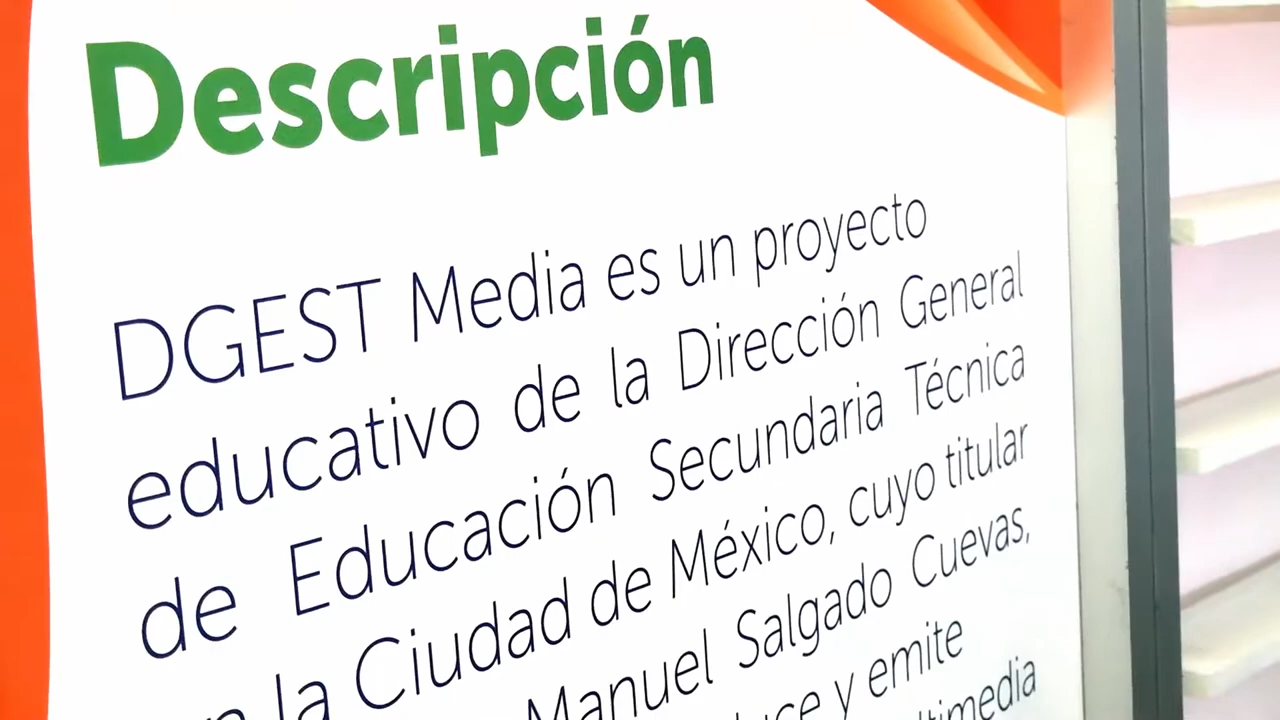 Descripción
DGEST Media es un proyecto
educativo de la Dirección General
de Educación Secundaria Técnica
la Ciudad de México, cuyo titular
Manuel Salgado Cuevas,
y emite